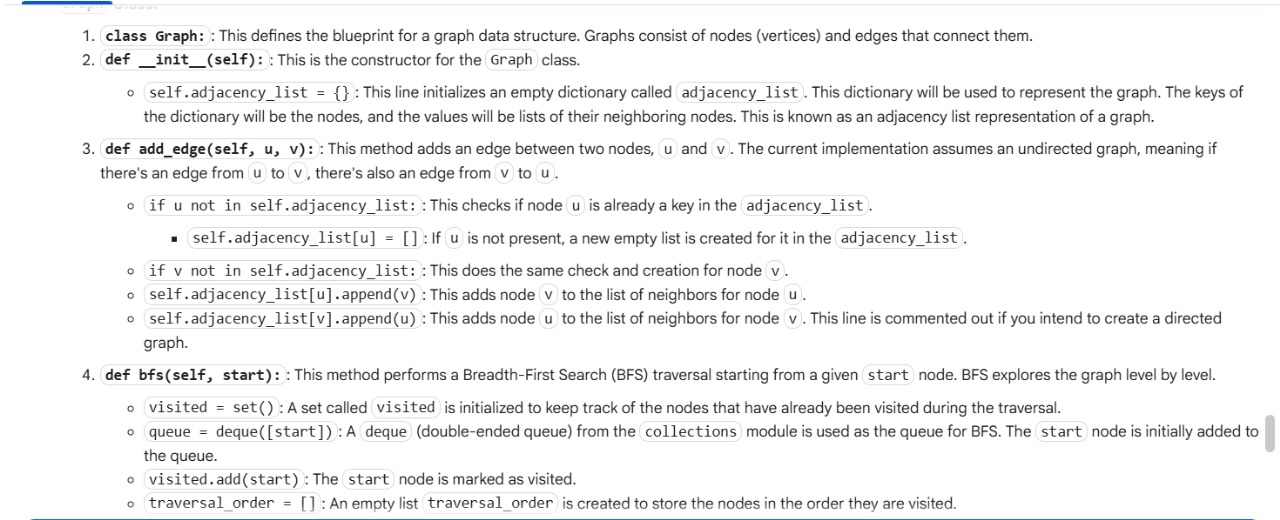 1. class Graph: : This defines the blueprint for a graph data structure. Graphs consist of nodes (vertices) and edges that connect them.
2. def __init__(self): : This is the constructor for the Graph class.
○ self.adjacency_list = {} : This line initializes an empty dictionary called adjacency_list . This dictionary will be used to represent the graph. The keys of
the dictionary will be the nodes, and the values will be lists of their neighboring nodes. This is known as an adjacency list representation of a graph.
3. def add_edge(self, u, v): : This method adds an edge between two nodes, u and v . The current implementation assumes an undirected graph, meaning if
there's an edge from u to v , there's also an edge from v to u .
○ if u not in self.adjacency_list: : This checks if node u is already a key in the adjacency_list .
▪ self.adjacency_list[u] = [] : If u is not present, a new empty list is created for it in the adjacency_list .
○ if v not in self.adjacency_list: : This does the same check and creation for node v .
○ self.adjacency_list[u].append(v) : This adds node v to the list of neighbors for node u .
○ self.adjacency_list[v].append(u) : This adds node u to the list of neighbors for node v . This line is commented out if you intend to create a directed
graph.
4. def bfs(self, start): : This method performs a Breadth-First Search (BFS) traversal starting from a given start node. BFS explores the graph level by level.
○ visited = set() : A set called visited is initialized to keep track of the nodes that have already been visited during the traversal.
○ queue = deque([start]) : A deque (double-ended queue) from the collections module is used as the queue for BFS. The start node is initially added to
the queue.
○ visited.add(start) : The start node is marked as visited.
○ traversal_order = [] : An empty list traversal_order is created to store the nodes in the order they are visited.